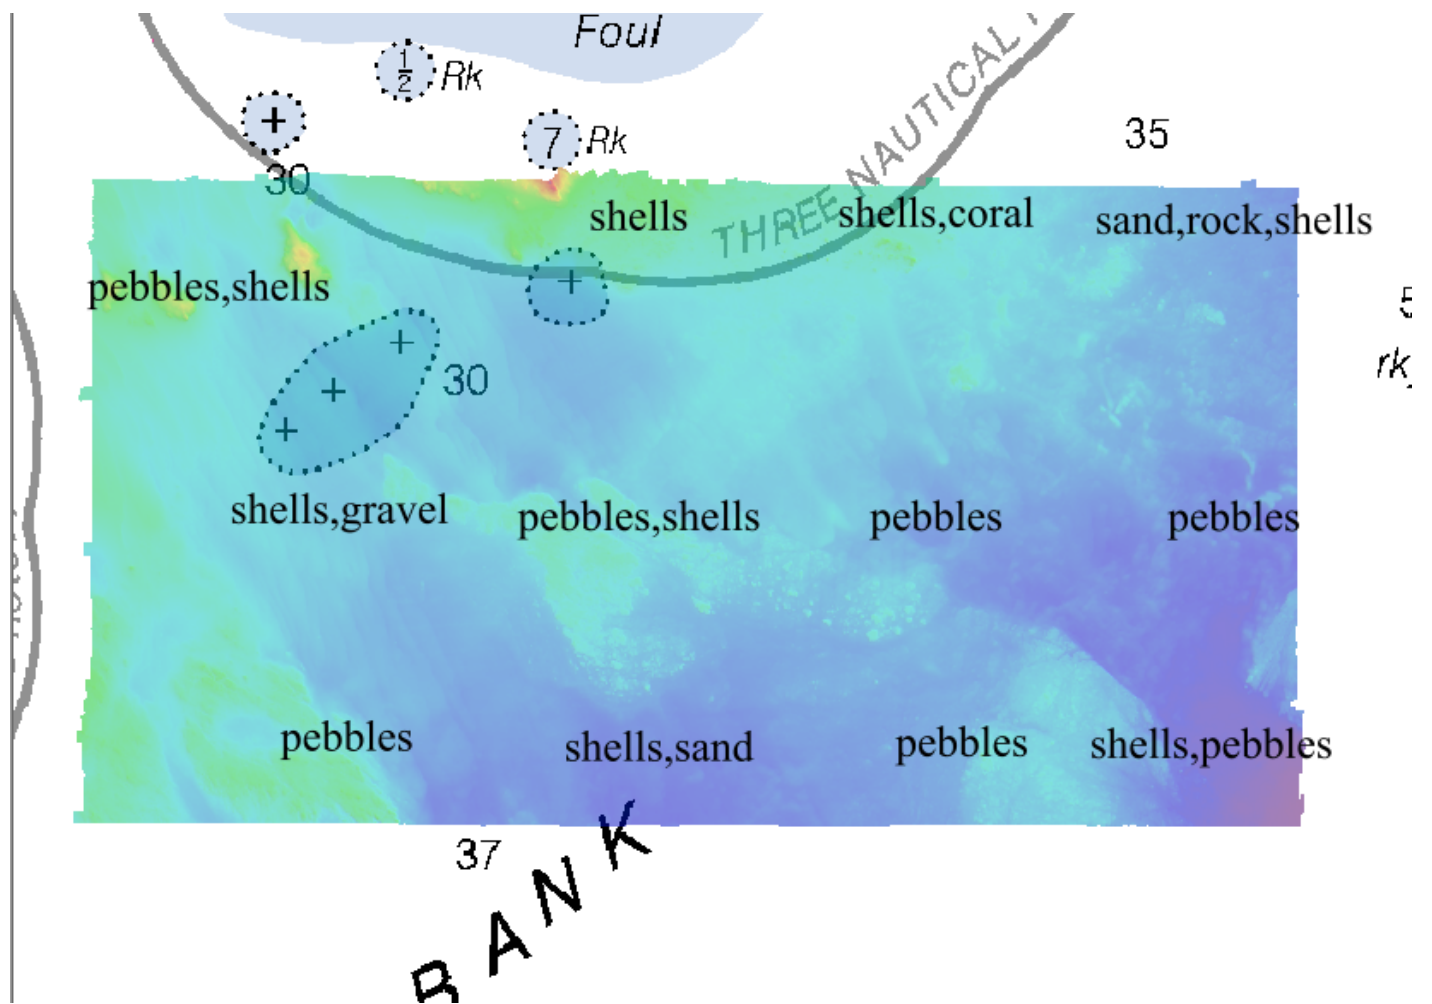 Foul
1/2 Rk
7 Rk
35
30
THREE NAUTICAL
shells
shells,coral
sand,rock,shells
pebbles,shells
rk
30
shells,gravel
pebbles,shells
pebbles
pebbles
pebbles
shells,sand
pebbles
shells,pebbles
37
BANK